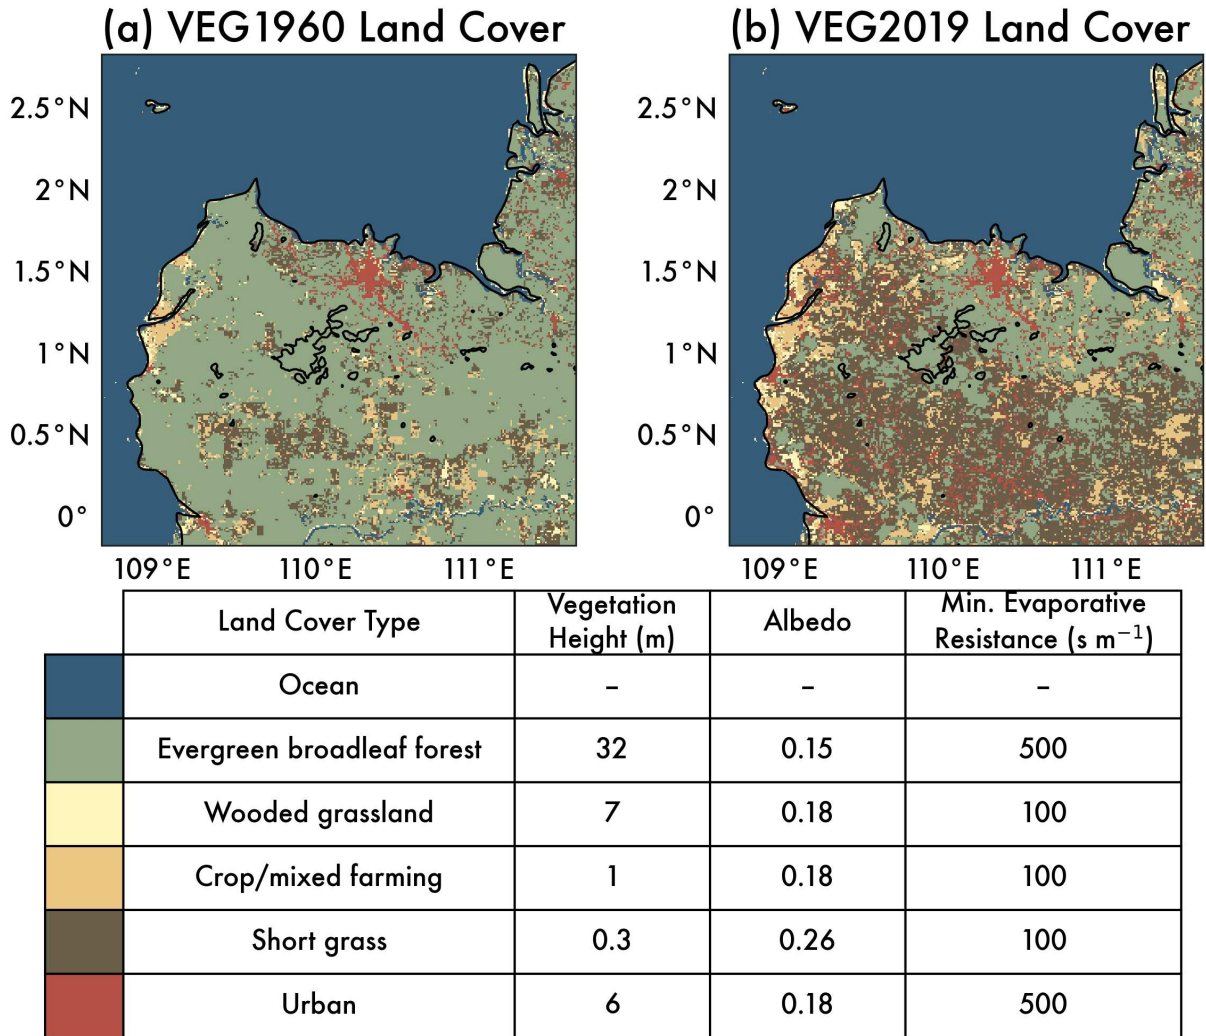 (a) VEG1960 Land Cover
(b) VEG2019 Land Cover
2.5°N
2°N
1.5°N
1°N
0.5°N
0°
109°E 110°E 111°E
2.5°N
2°N
1.5°N
1°N
0.5°N
0°
109°E 110°E 111°E
Land Cover Type
Vegetation
Height (m)
Albedo
Min. Evaporative
Resistance (s m⁻¹)
Ocean – – –
Evergreen broadleaf forest 32 0.15 500
Wooded grassland 7 0.18 100
Crop/mixed farming 1 0.18 100
Short grass 0.3 0.26 100
Urban 6 0.18 500